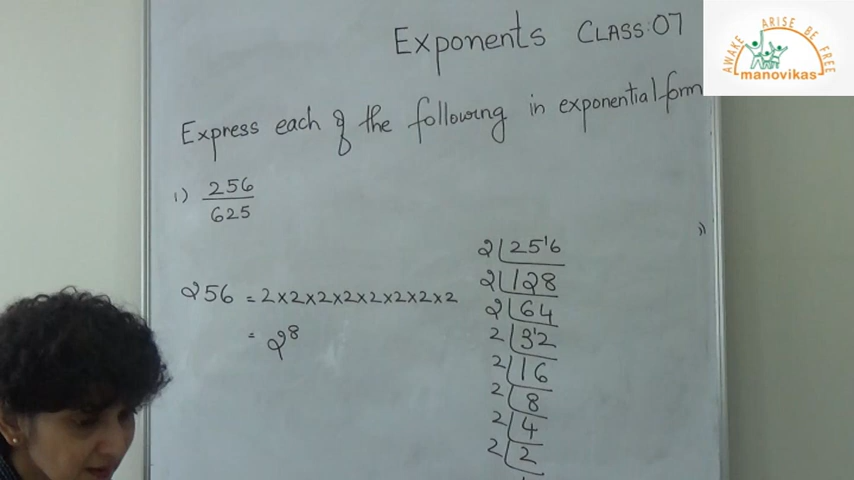 Exponents CLASS:07
AWAKE ARISE BE FREE
manovikas
Express each of the following in exponential form
1) 256
625
256 = 2×2×2×2×2×2×2×2
= 2⁸
2 256
2 128
2 64
2 32
2 16
2 8
2 4
2 2